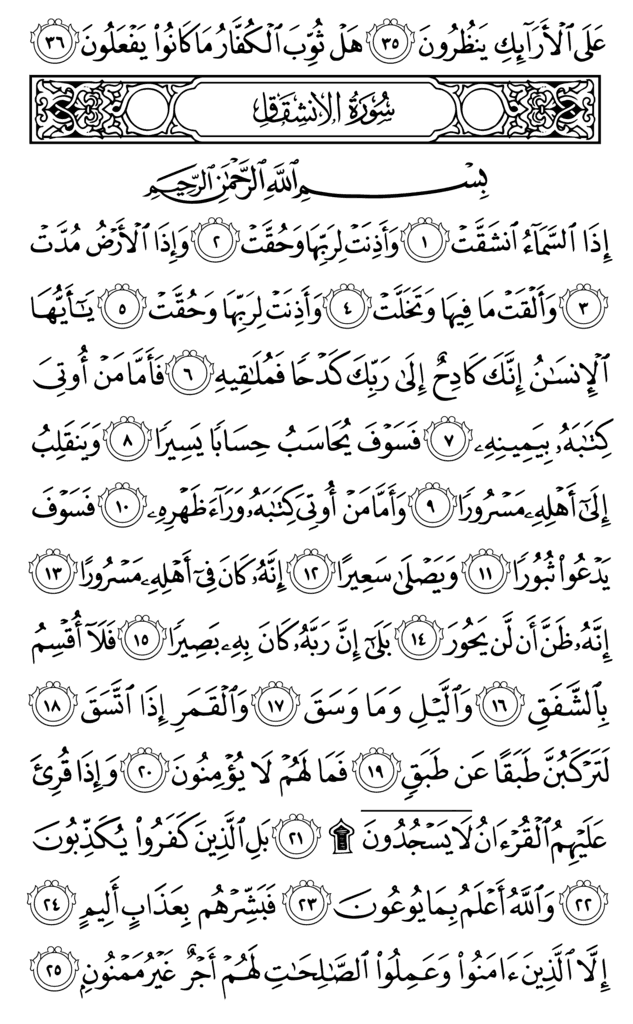 عَلَى ٱلْأَرَآئِكِ يَنظُرُونَ ٣٥ هَلْ ثُوِّبَ ٱلْكُفَّارُ مَا كَانُوا۟ يَفْعَلُونَ ٣٦
سُورَةُ الانشِقَاقِ
بِسْمِ ٱللَّهِ ٱلرَّحْمَٰنِ ٱلرَّحِيمِ
إِذَا ٱلسَّمَآءُ ٱنشَقَّتْ ١ وَأَذِنَتْ لِرَبِّهَا وَحُقَّتْ ٢ وَإِذَا ٱلْأَرْضُ مُدَّتْ
٣ وَأَلْقَتْ مَا فِيهَا وَتَخَلَّتْ ٤ وَأَذِنَتْ لِرَبِّهَا وَحُقَّتْ ٥ يَٰٓأَيُّهَا
ٱلْإِنسَٰنُ إِنَّكَ كَادِحٌ إِلَىٰ رَبِّكَ كَدْحًا فَمُلَٰقِيهِ ٦ فَأَمَّا مَنْ أُوتِىَ
كِتَٰبَهُۥ بِيَمِينِهِۦ ٧ فَسَوْفَ يُحَاسَبُ حِسَابًا يَسِيرًا ٨ وَيَنقَلِبُ
إِلَىٰٓ أَهْلِهِۦ مَسْرُورًا ٩ وَأَمَّا مَنْ أُوتِىَ كِتَٰبَهُۥ وَرَآءَ ظَهْرِهِۦ ١٠ فَسَوْفَ
يَدْعُوا۟ ثُبُورًا ١١ وَيَصْلَىٰ سَعِيرًا ١٢ إِنَّهُۥ كَانَ فِىٓ أَهْلِهِۦ مَسْرُورًا ١٣
إِنَّهُۥ ظَنَّ أَن لَّن يَحُورَ ١٤ بَلَىٰٓ إِنَّ رَبَّهُۥ كَانَ بِهِۦ بَصِيرًا ١٥ فَلَآ أُقْسِمُ
بِٱلشَّفَقِ ١٦ وَٱلَّيْلِ وَمَا وَسَقَ ١٧ وَٱلْقَمَرِ إِذَا ٱتَّسَقَ ١٨
لَتَرْكَبُنَّ طَبَقًا عَن طَبَقٍ ١٩ فَمَا لَهُمْ لَا يُؤْمِنُونَ ٢٠ وَإِذَا قُرِئَ
عَلَيْهِمُ ٱلْقُرْءَانُ لَا يَسْجُدُونَ ۩ ٢١ بَلِ ٱلَّذِينَ كَفَرُوا۟ يُكَذِّبُونَ
٢٢ وَٱللَّهُ أَعْلَمُ بِمَا يُوعُونَ ٢٣ فَبَشِّرْهُم بِعَذَابٍ أَلِيمٍ ٢٤
إِلَّا ٱلَّذِينَ ءَامَنُوا۟ وَعَمِلُوا۟ ٱلصَّٰلِحَٰتِ لَهُمْ أَجْرٌ غَيْرُ مَمْنُونٍۭ ٢٥